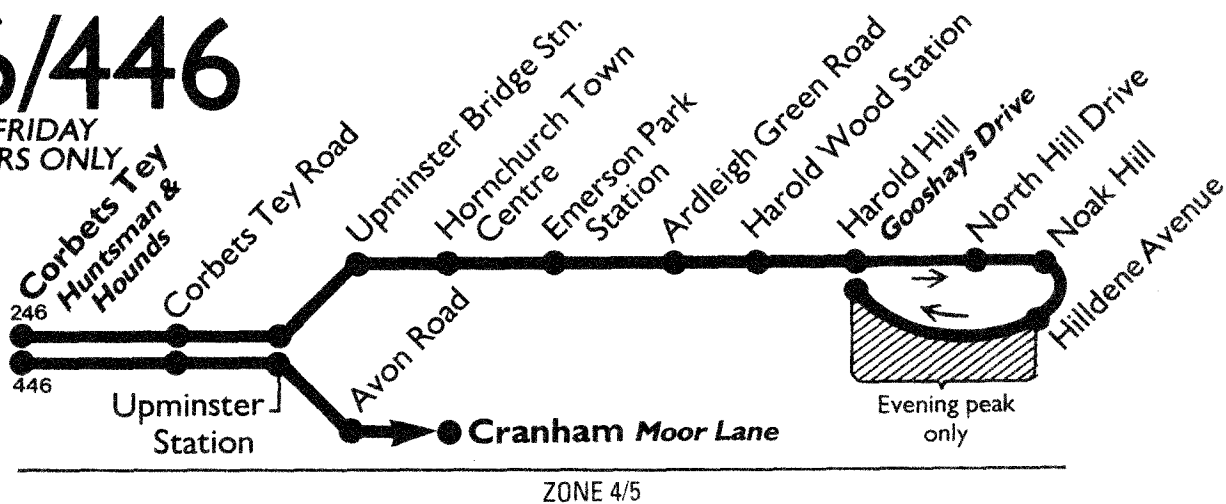 /446
FRIDAY
ONLY
Corbets Tey
Huntsman &
Hounds
Corbets Tey Road
Upminster Bridge Stn.
Hornchurch Town
Centre
Emerson Park
Station
Ardleigh Green Road
Harold Wood Station
Harold Hill
Gooshays Drive
North Hill Drive
Noak Hill
Hilldene Avenue
246
446
Upminster
Station
Avon Road
Cranham Moor Lane
Evening peak
only
ZONE 4/5